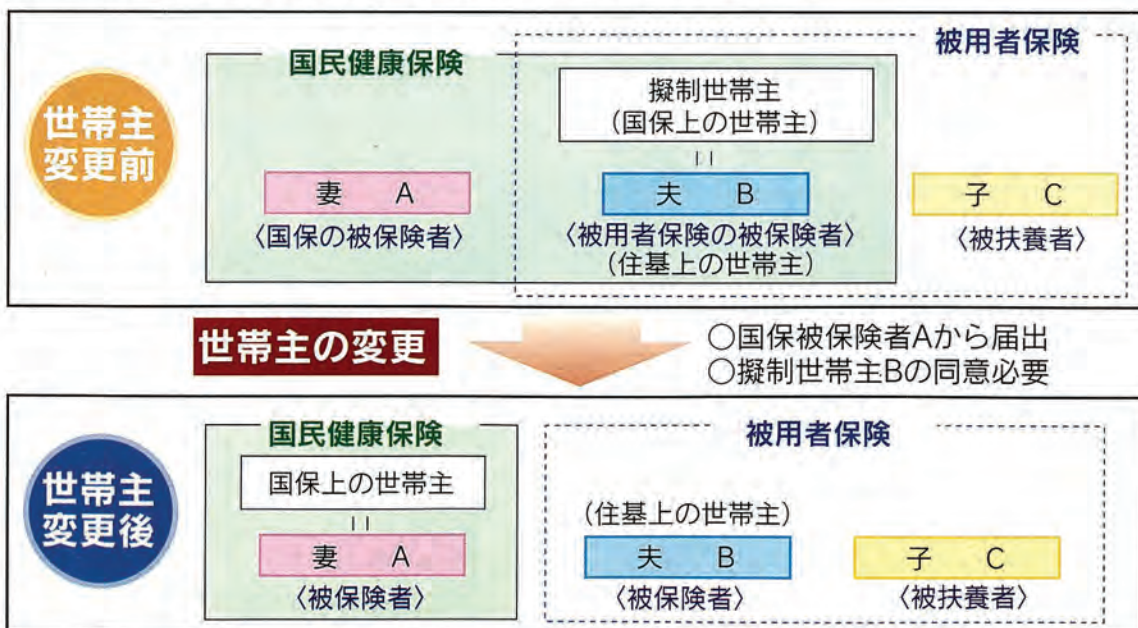 被用者保険
国民健康保険
擬制世帯主
(国保上の世帯主)
世帯主
変更前
妻 A
夫 B
子 C
〈国保の被保険者〉
〈被用者保険の被保険者〉
〈被扶養者〉
(住基上の世帯主)
世帯主の変更
○国保被保険者Aから届出
○擬制世帯主Bの同意必要
国民健康保険
被用者保険
国保上の世帯主
世帯主
変更後
(住基上の世帯主)
妻 A
夫 B
子 C
〈被保険者〉
〈被保険者〉
〈被扶養者〉